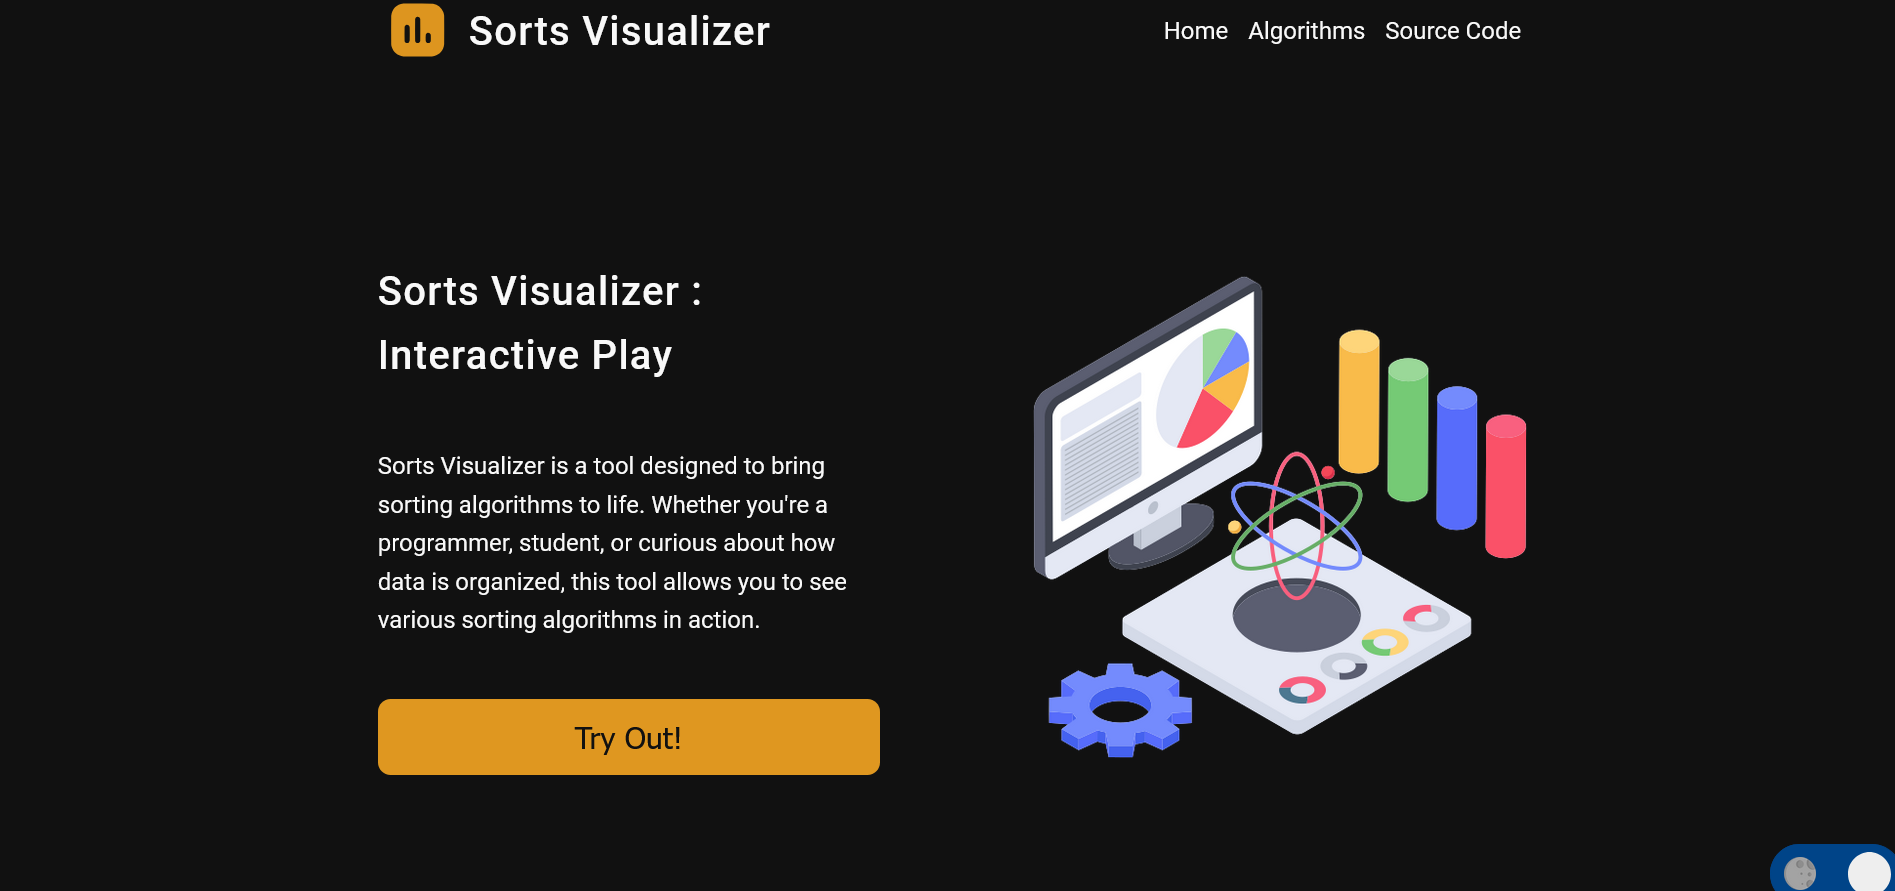 Sorts Visualizer
Home Algorithms Source Code
Sorts Visualizer :
Interactive Play
Sorts Visualizer is a tool designed to bring
sorting algorithms to life. Whether you're a
programmer, student, or curious about how
data is organized, this tool allows you to see
various sorting algorithms in action.
Try Out!